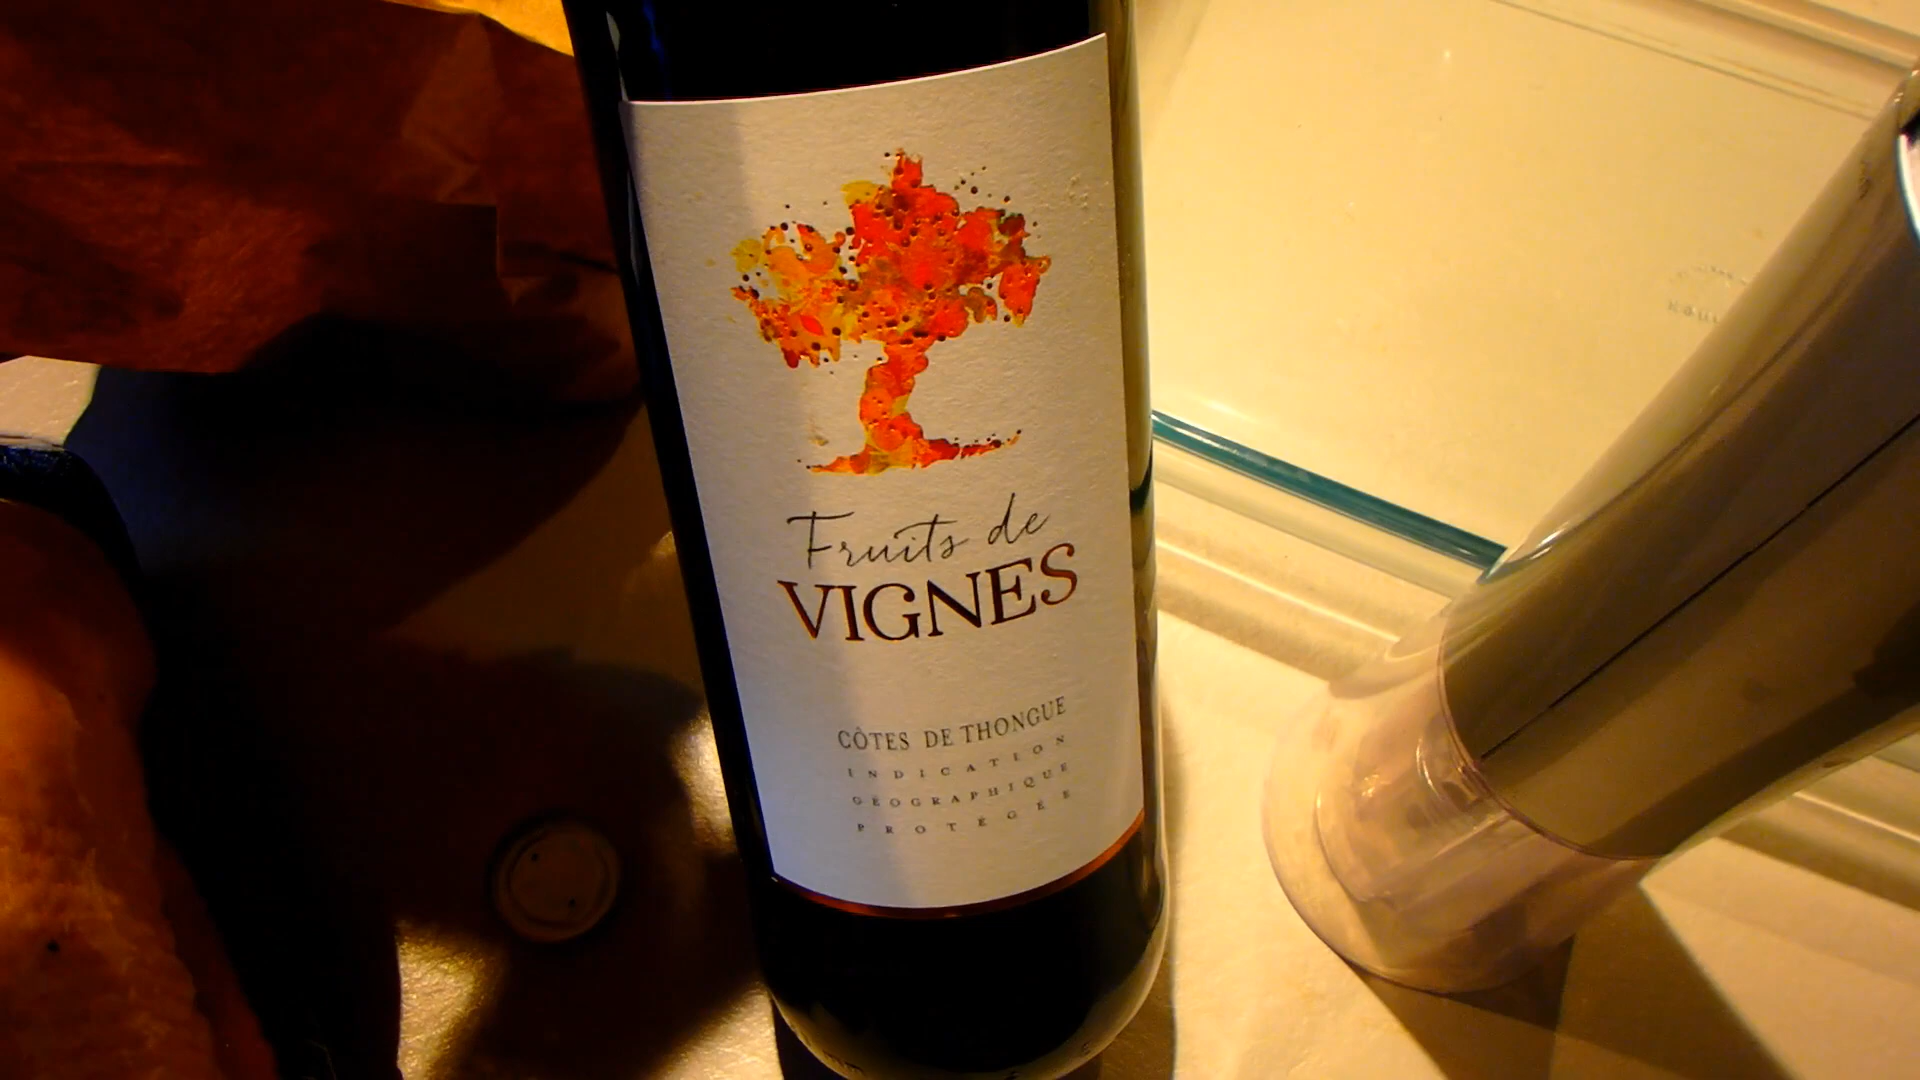 Fruits de
VIGNES
CÔTES DE THONGUE
INDICATION
GÉOGRAPHIQUE
PROTÉGÉE